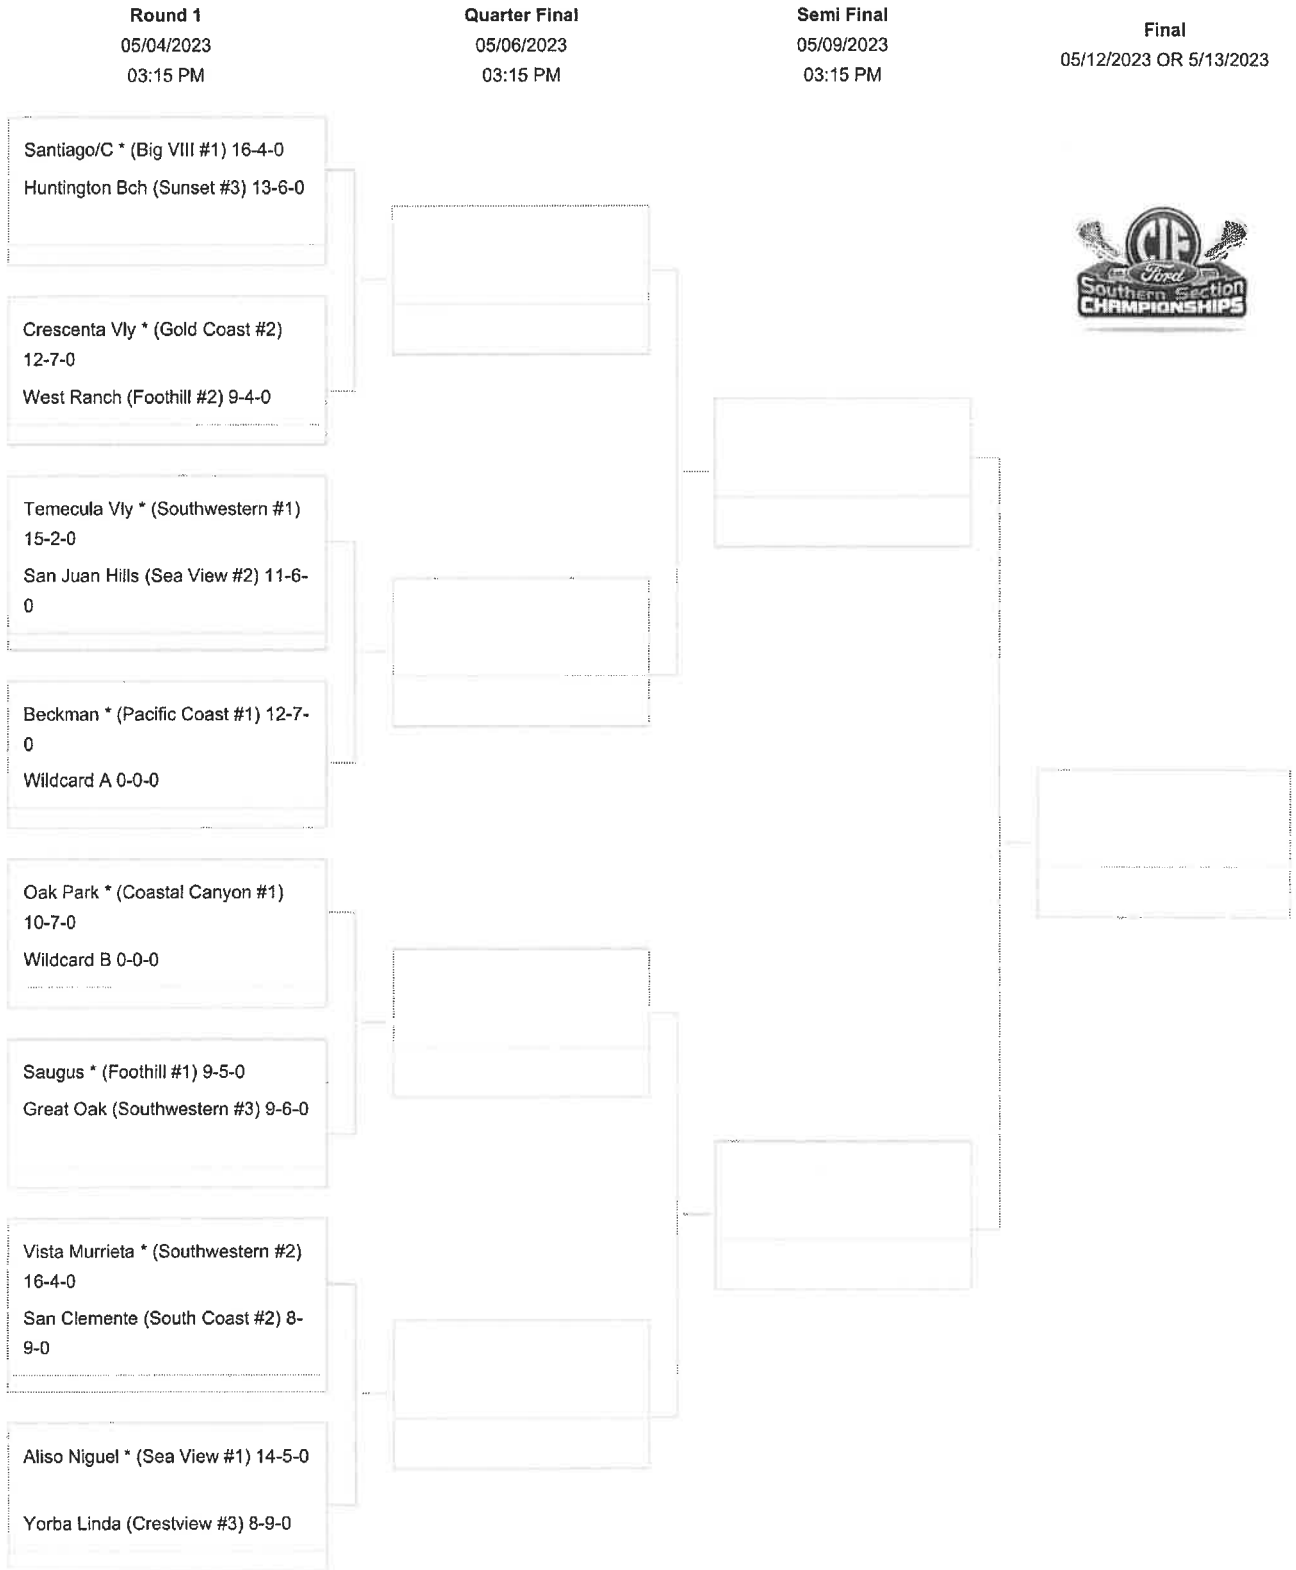 Round 1
05/04/2023
03:15 PM
Quarter Final
05/06/2023
03:15 PM
Semi Final
05/09/2023
03:15 PM
Final
05/12/2023 OR 5/13/2023
Santiago/C * (Big VIII #1) 16-4-0
Huntington Bch (Sunset #3) 13-6-0
Crescenta Vly * (Gold Coast #2)
12-7-0
West Ranch (Foothill #2) 9-4-0
Temecula Vly * (Southwestern #1)
15-2-0
San Juan Hills (Sea View #2) 11-6-
0
Beckman * (Pacific Coast #1) 12-7-
0
Wildcard A 0-0-0
Oak Park * (Coastal Canyon #1)
10-7-0
Wildcard B 0-0-0
Saugus * (Foothill #1) 9-5-0
Great Oak (Southwestern #3) 9-6-0
Vista Murrieta * (Southwestern #2)
16-4-0
San Clemente (South Coast #2) 8-
9-0
Aliso Niguel * (Sea View #1) 14-5-0
Yorba Linda (Crestview #3) 8-9-0
CIF
Ford
Southern Section
CHAMPIONSHIPS